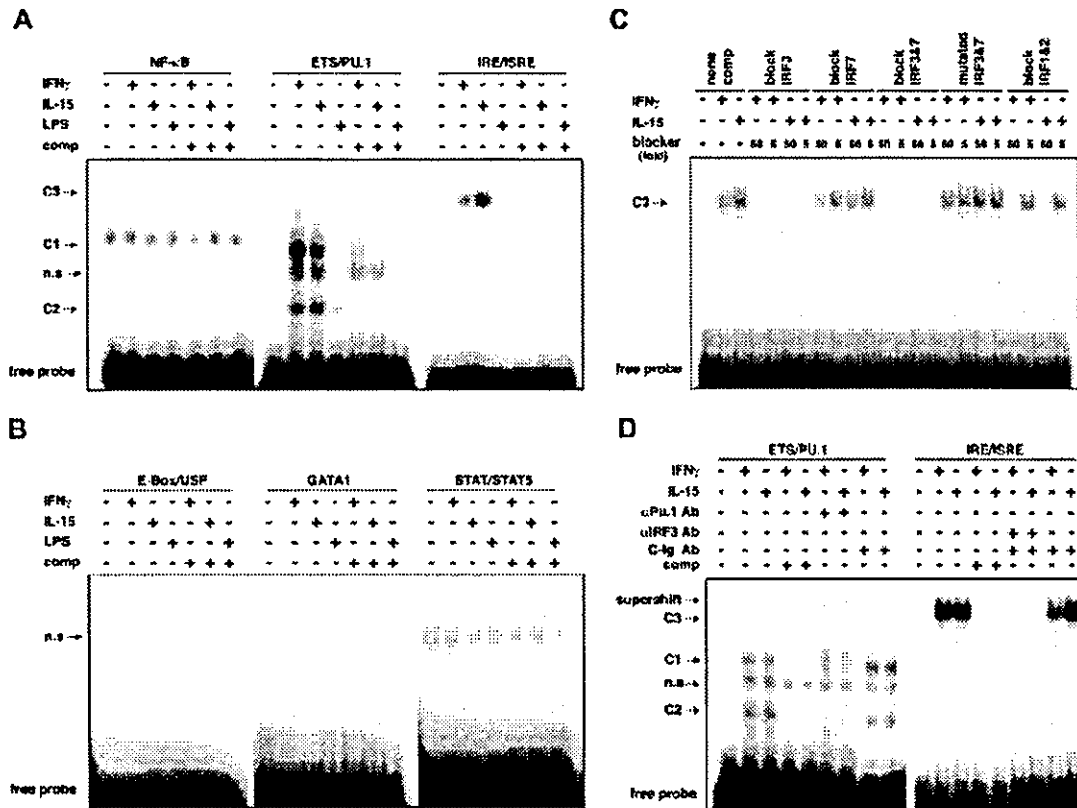 A
NF-κB ETS/PU.1 IRE/ISRE
IFNγ - + - - + - - - + - - + - - - + - - + - -
IL-15 - - + - - + - - - + - - + - - - + - - + -
LPS - - - + - - + - - - + - - + - - - + - - +
comp - - - - + + + - - - - + + + - - - - + + +
C3
C1
n.s
C2
free probe
B
E-Box/USF GATA1 STAT/STAT5
IFNγ - + - - + - - - + - - + - - - + - - + - -
IL-15 - - + - - + - - - + - - + - - - + - - + -
LPS - - - + - - + - - - + - - + - - - + - - +
comp - - - - + + + - - - - + + + - - - - + + +
n.s
free probe
C
none
comp
block IRF3
block IRF7
block IRF3&7
mutated IRF3&7
block IRF1&2
IFNγ
IL-15
blocker (fold)
C3
free probe
D
ETS/PU.1 IRE/ISRE
IFNγ
IL-15
αPu.1 Ab
αIRF3 Ab
C-Ig Ab
comp
supershift
C3
C1
n.s
C2
free probe